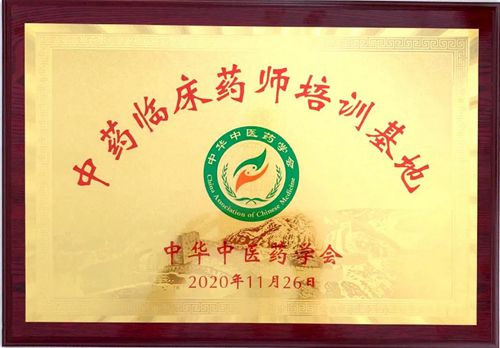 中药临床药师培训基地
中华中医药学会
China Association of Chinese Medicine
中华中医药学会
2020年11月26日